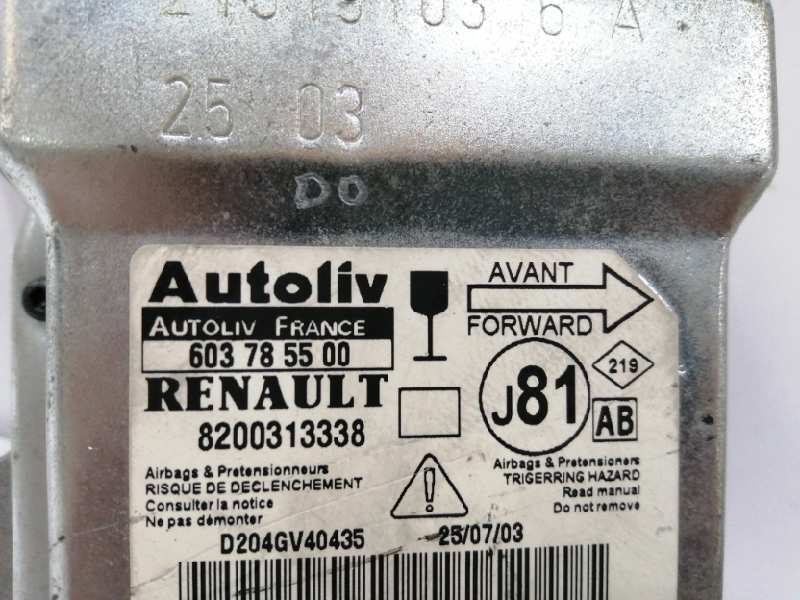 25 03
DO
Autoliv
AUTOLIV FRANCE
603 78 55 00
RENAULT
8200313338
AVANT
FORWARD
J81
219
AB
Airbags & Pretensionneurs
RISQUE DE DECLENCHEMENT
Consulter la notice
Ne pas démonter
Airbags & Pretensioners
TRIGERRING HAZARD
Read manual
Do not remove
D204GV40435
25/07/03